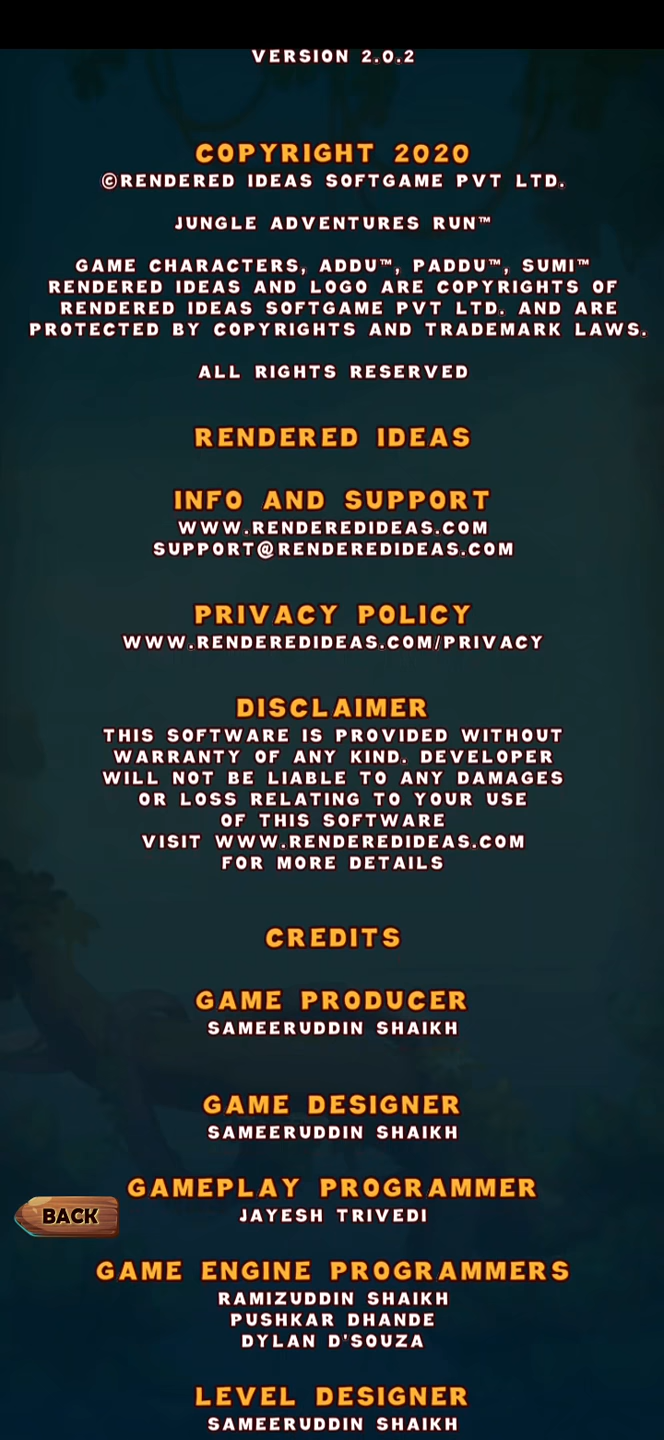 VERSION 2.0.2
COPYRIGHT 2020
©RENDERED IDEAS SOFTGAME PVT LTD.
JUNGLE ADVENTURES RUN™
GAME CHARACTERS, ADDU™, PADDU™, SUMI™
RENDERED IDEAS AND LOGO ARE COPYRIGHTS OF
RENDERED IDEAS SOFTGAME PVT LTD. AND ARE
PROTECTED BY COPYRIGHTS AND TRADEMARK LAWS.
ALL RIGHTS RESERVED
RENDERED IDEAS
INFO AND SUPPORT
WWW.RENDEREDIDEAS.COM
SUPPORT@RENDEREDIDEAS.COM
PRIVACY POLICY
WWW.RENDEREDIDEAS.COM/PRIVACY
DISCLAIMER
THIS SOFTWARE IS PROVIDED WITHOUT
WARRANTY OF ANY KIND. DEVELOPER
WILL NOT BE LIABLE TO ANY DAMAGES
OR LOSS RELATING TO YOUR USE
OF THIS SOFTWARE
VISIT WWW.RENDEREDIDEAS.COM
FOR MORE DETAILS
CREDITS
GAME PRODUCER
SAMEERUDDIN SHAIKH
GAME DESIGNER
SAMEERUDDIN SHAIKH
GAMEPLAY PROGRAMMER
BACK
JAYESH TRIVEDI
GAME ENGINE PROGRAMMERS
RAMIZUDDIN SHAIKH
PUSHKAR DHANDE
DYLAN D'SOUZA
LEVEL DESIGNER
SAMEERUDDIN SHAIKH